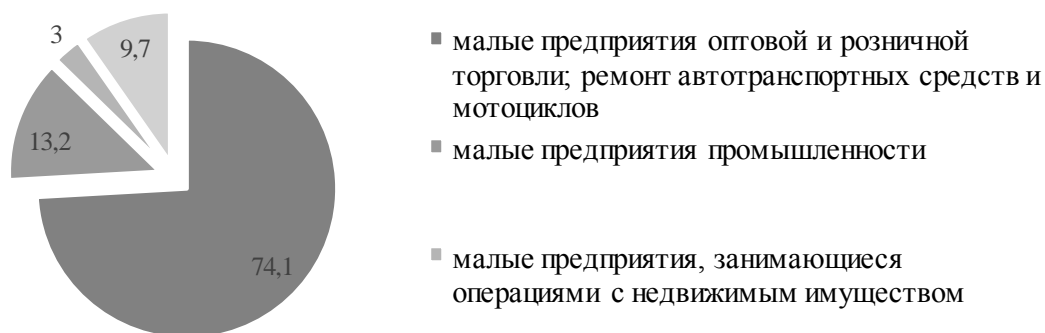 3
9,7
13,2
74,1
малые предприятия оптовой и розничной
торговли; ремонт автотранспортных средств и
мотоциклов
малые предприятия промышленности
малые предприятия, занимающиеся
операциями с недвижимым имуществом